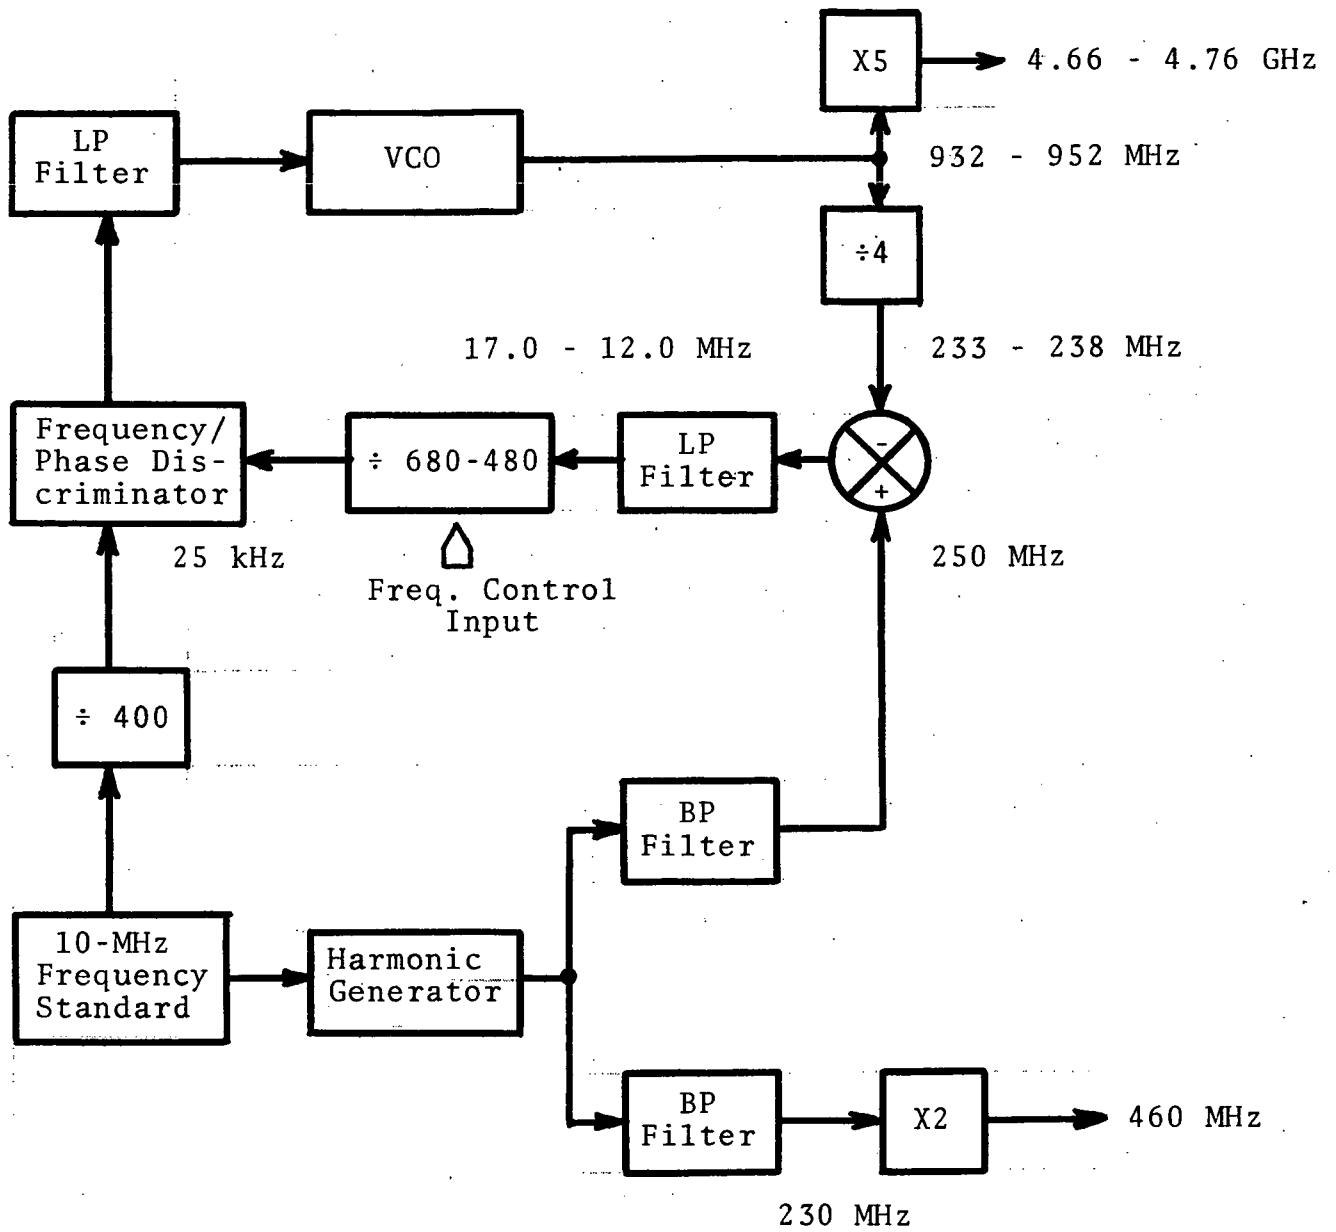 X5
4.66 - 4.76 GHz
LP
Filter
VCO
932 - 952 MHz
÷4
17.0 - 12.0 MHz
233 - 238 MHz
Frequency/
Phase Dis-
criminator
÷ 680-480
LP
Filter
-
+
25 kHz
250 MHz
Freq. Control
Input
÷ 400
BP
Filter
10-MHz
Frequency
Standard
Harmonic
Generator
BP
Filter
X2
460 MHz
230 MHz